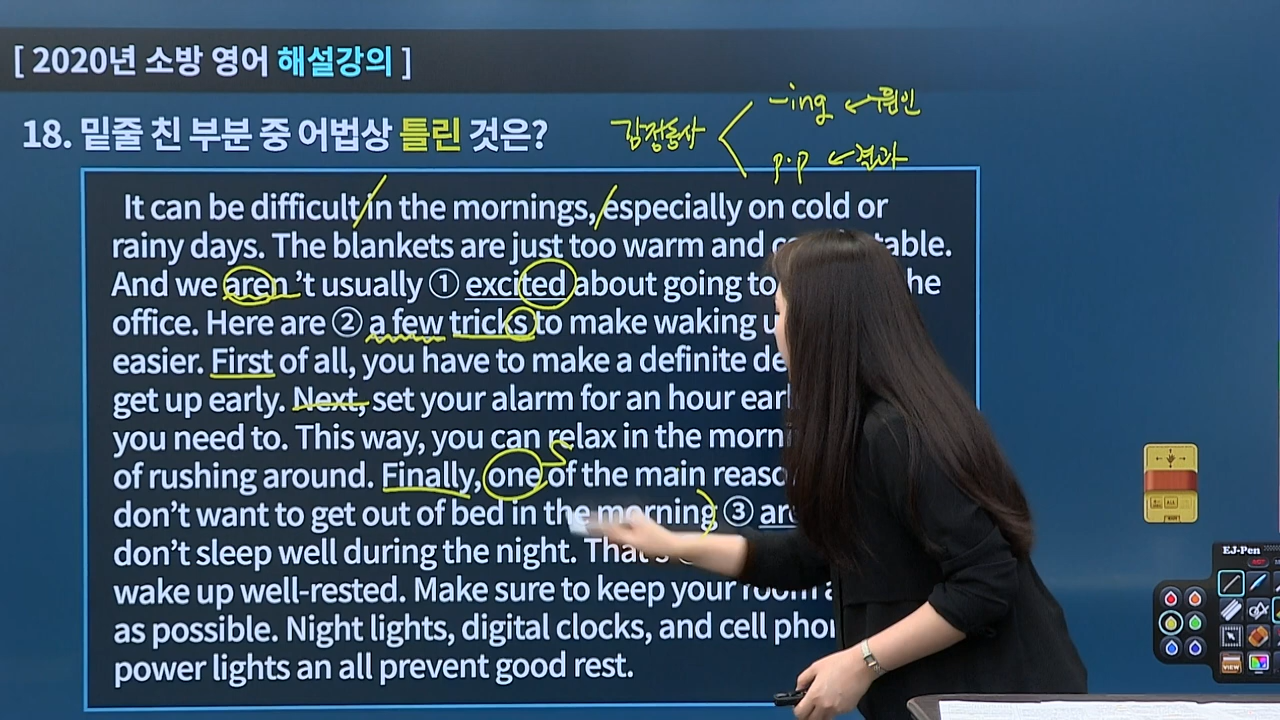 [ 2020년 소방 영어 해설강의 ]
18. 밑줄 친 부분 중 어법상 틀린 것은?
감정동사
-ing ← 원인
p.p ← 결과
It can be difficult in the mornings, especially on cold or
rainy days. The blankets are just too warm and
And we aren't usually ① excited about going to
office. Here are ② a few tricks to make waking
easier. First of all, you have to make a definite
get up early. Next, set your alarm for an hour
you need to. This way, you can relax in the
of rushing around. Finally, one of the main
don't want to get out of bed in the morning ③
don't sleep well during the night. That's
wake up well-rested. Make sure to keep your room
as possible. Night lights, digital clocks, and cell
power lights an all prevent good rest.
S
EJ-Pen
VIEW